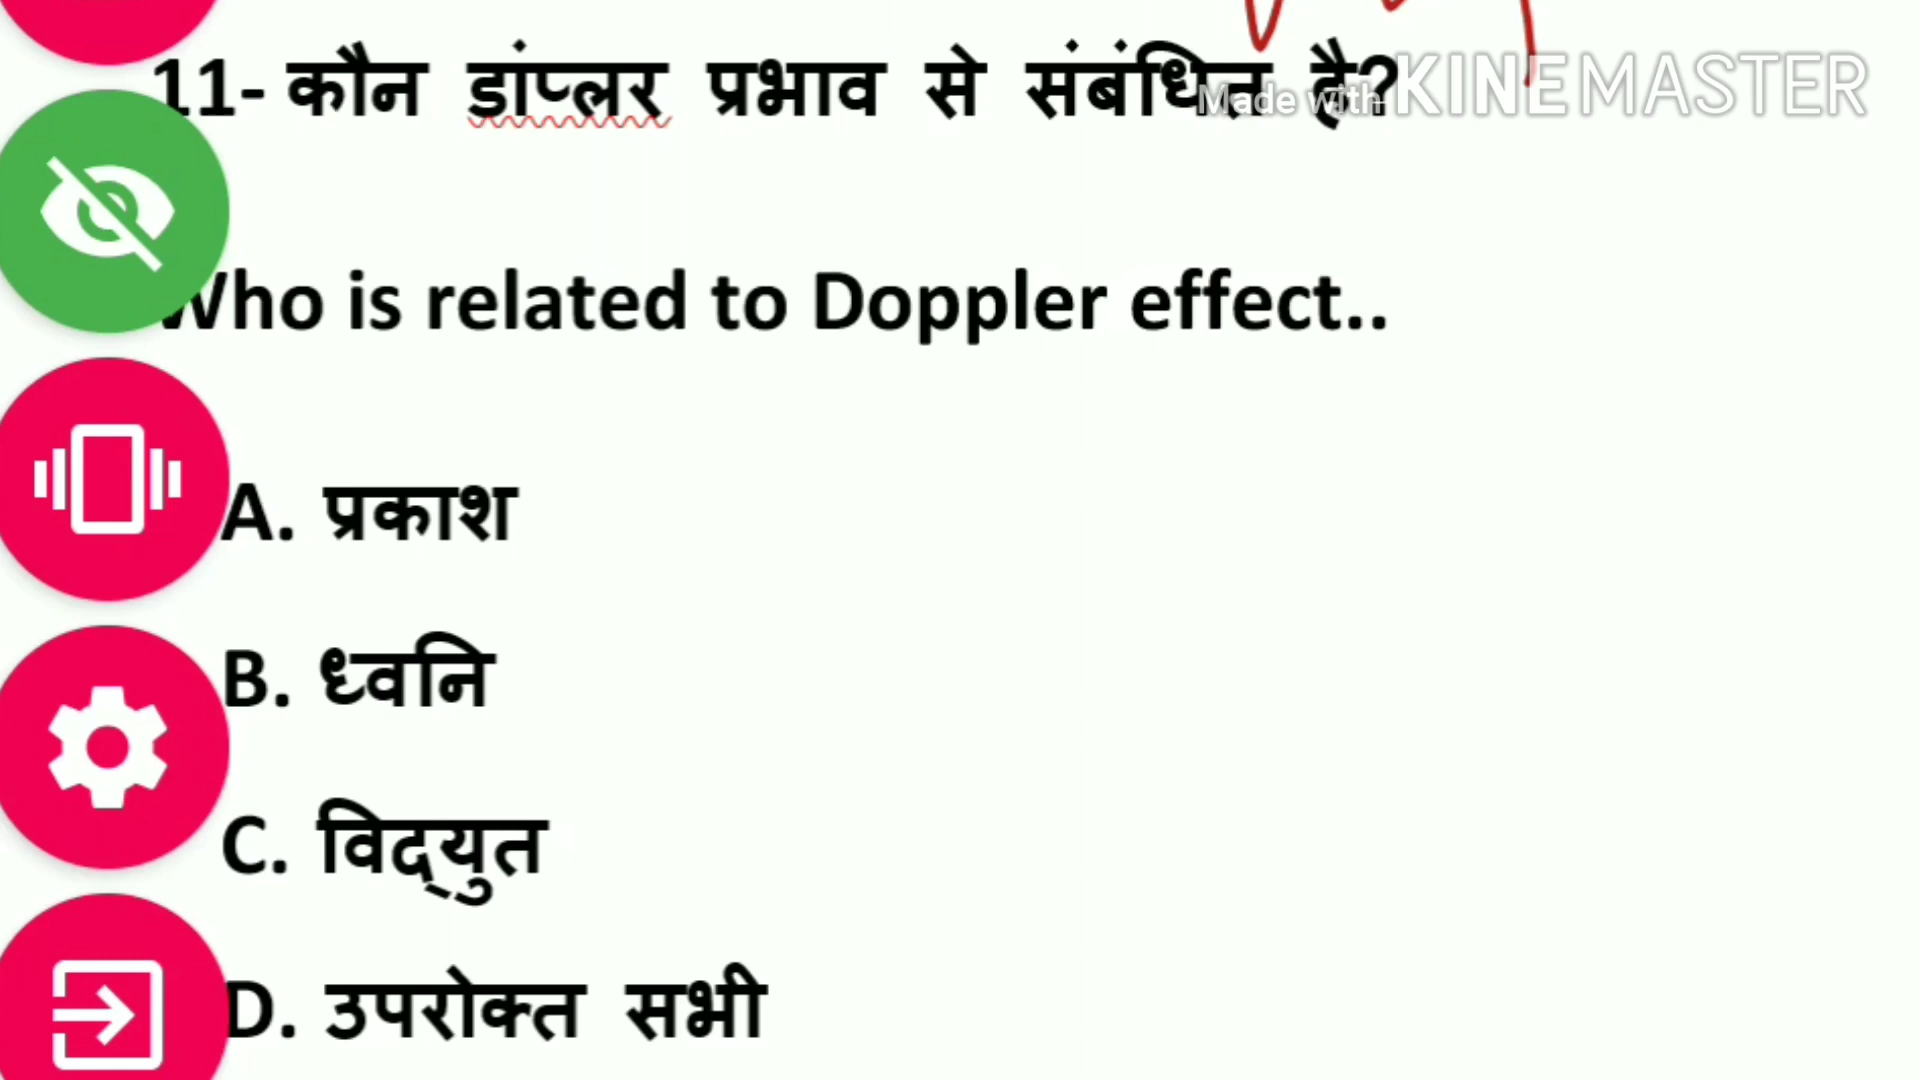 11- कौन डांप्लर प्रभाव से संबंधित है?
Made with KINEMASTER
Who is related to Doppler effect..
A. प्रकाश
B. ध्वनि
C. विद्‌युत
D. उपरोक्त सभी